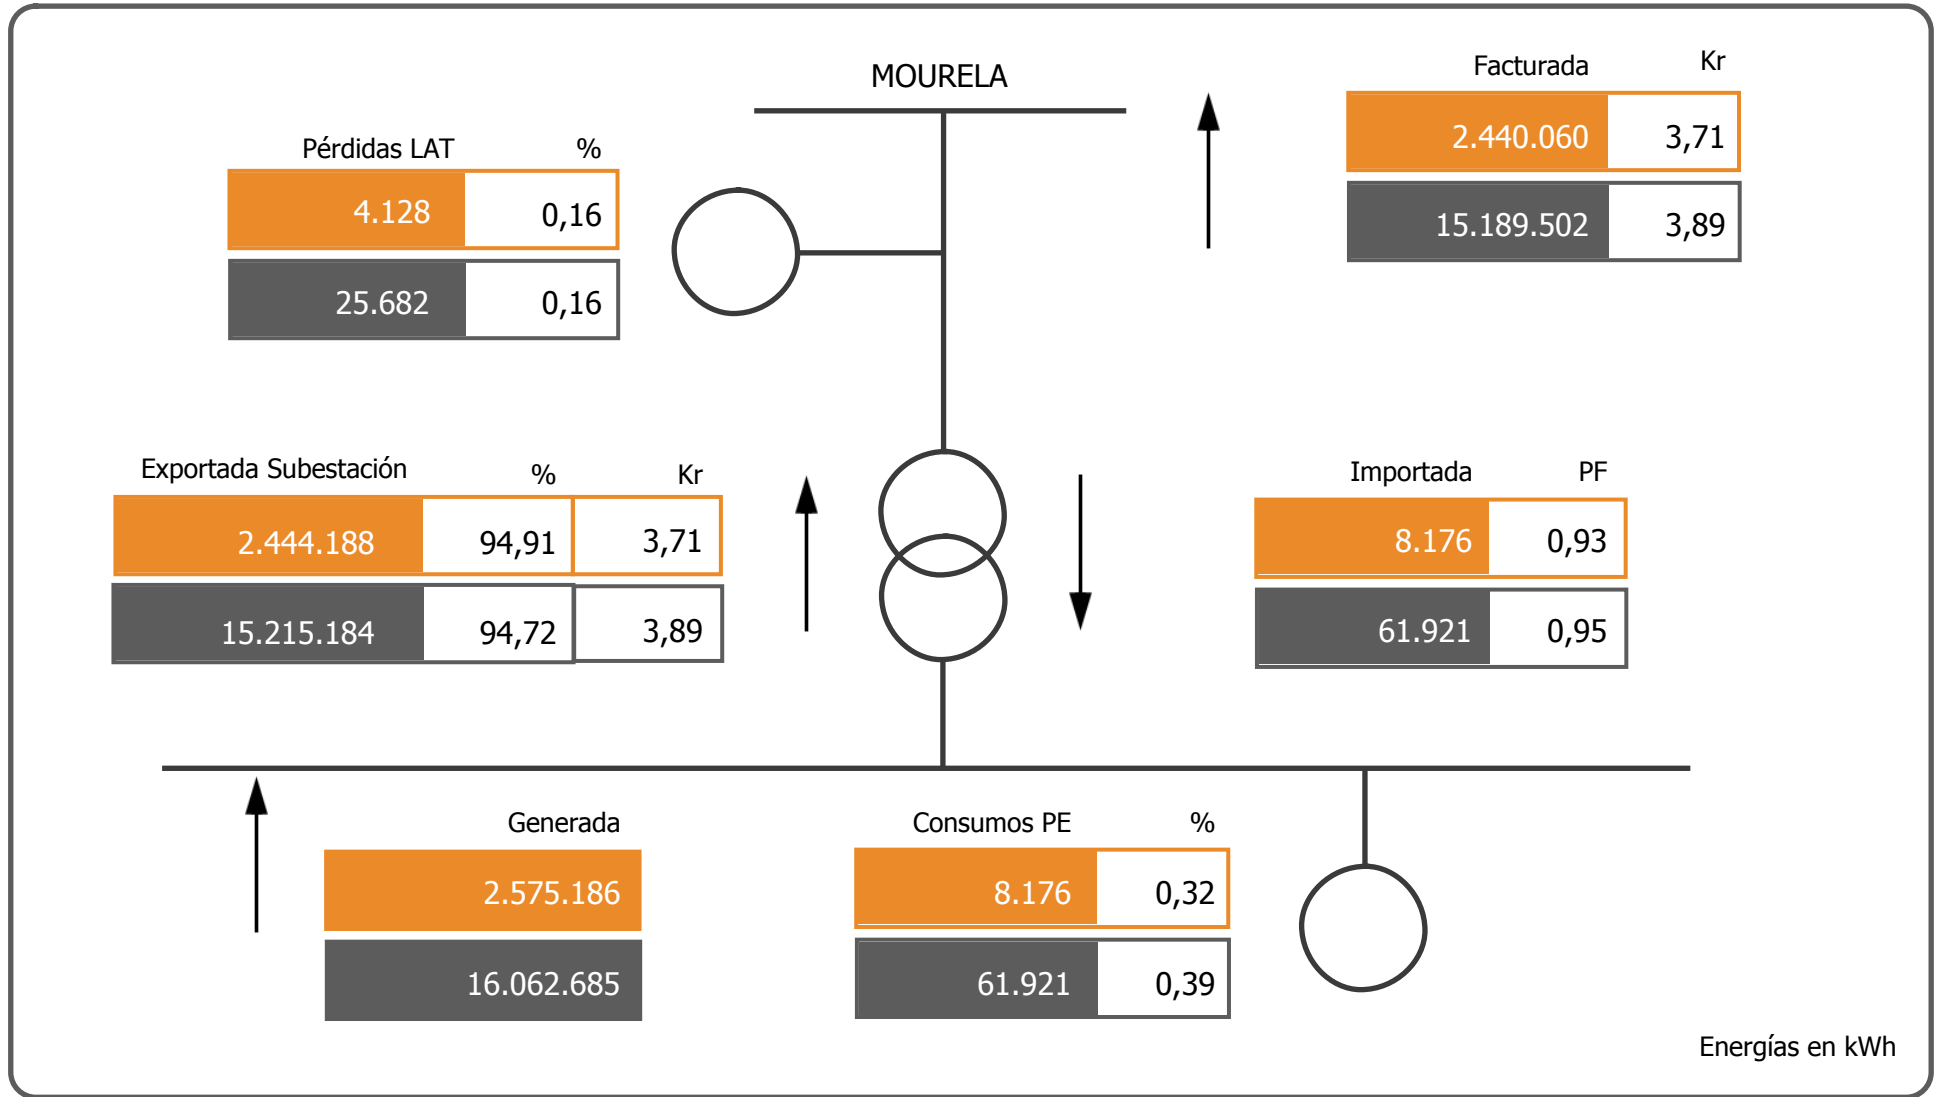 MOURELA
Facturada Kr
2.440.060 3,71
15.189.502 3,89
Pérdidas LAT %
4.128 0,16
25.682 0,16
Exportada Subestación % Kr
2.444.188 94,91 3,71
15.215.184 94,72 3,89
Importada PF
8.176 0,93
61.921 0,95
Generada
2.575.186
16.062.685
Consumos PE %
8.176 0,32
61.921 0,39
Energías en kWh